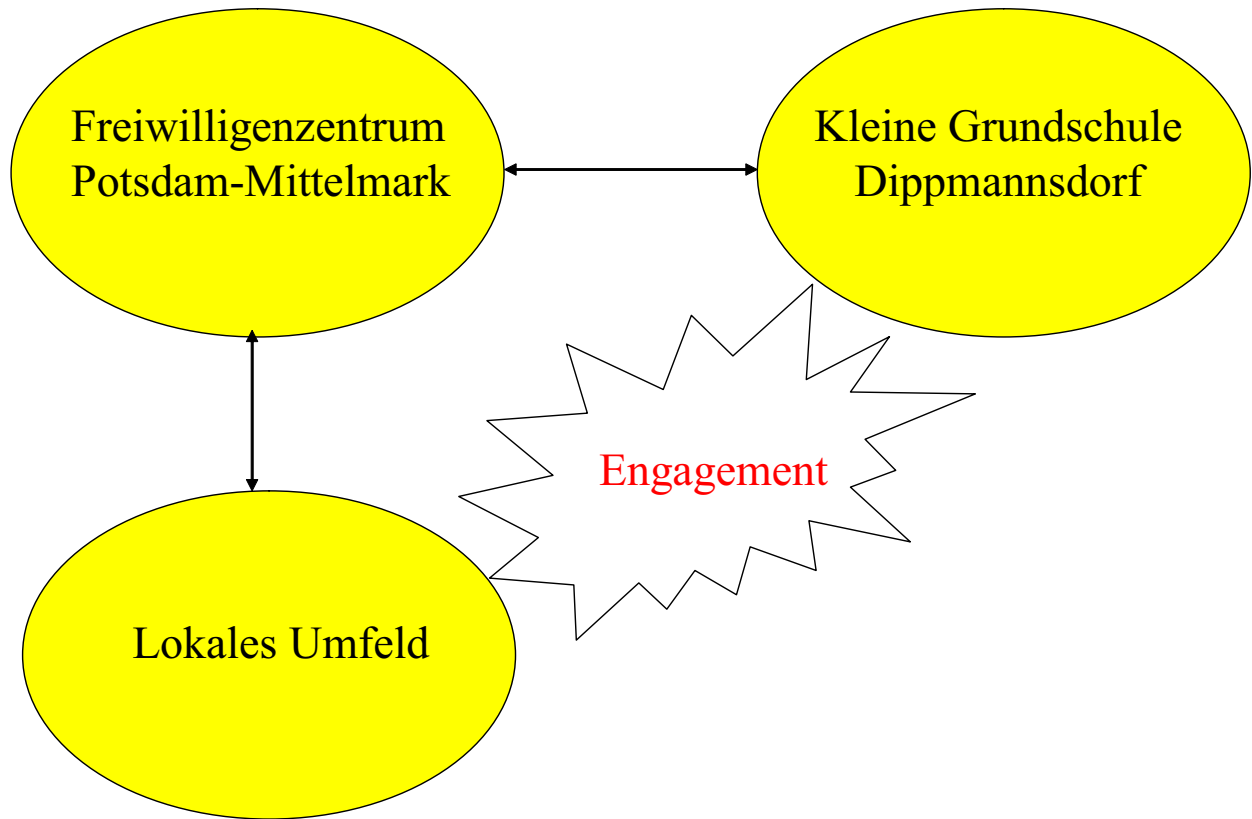 Freiwilligenzentrum
Potsdam-Mittelmark
Kleine Grundschule
Dippmannsdorf
Engagement
Lokales Umfeld